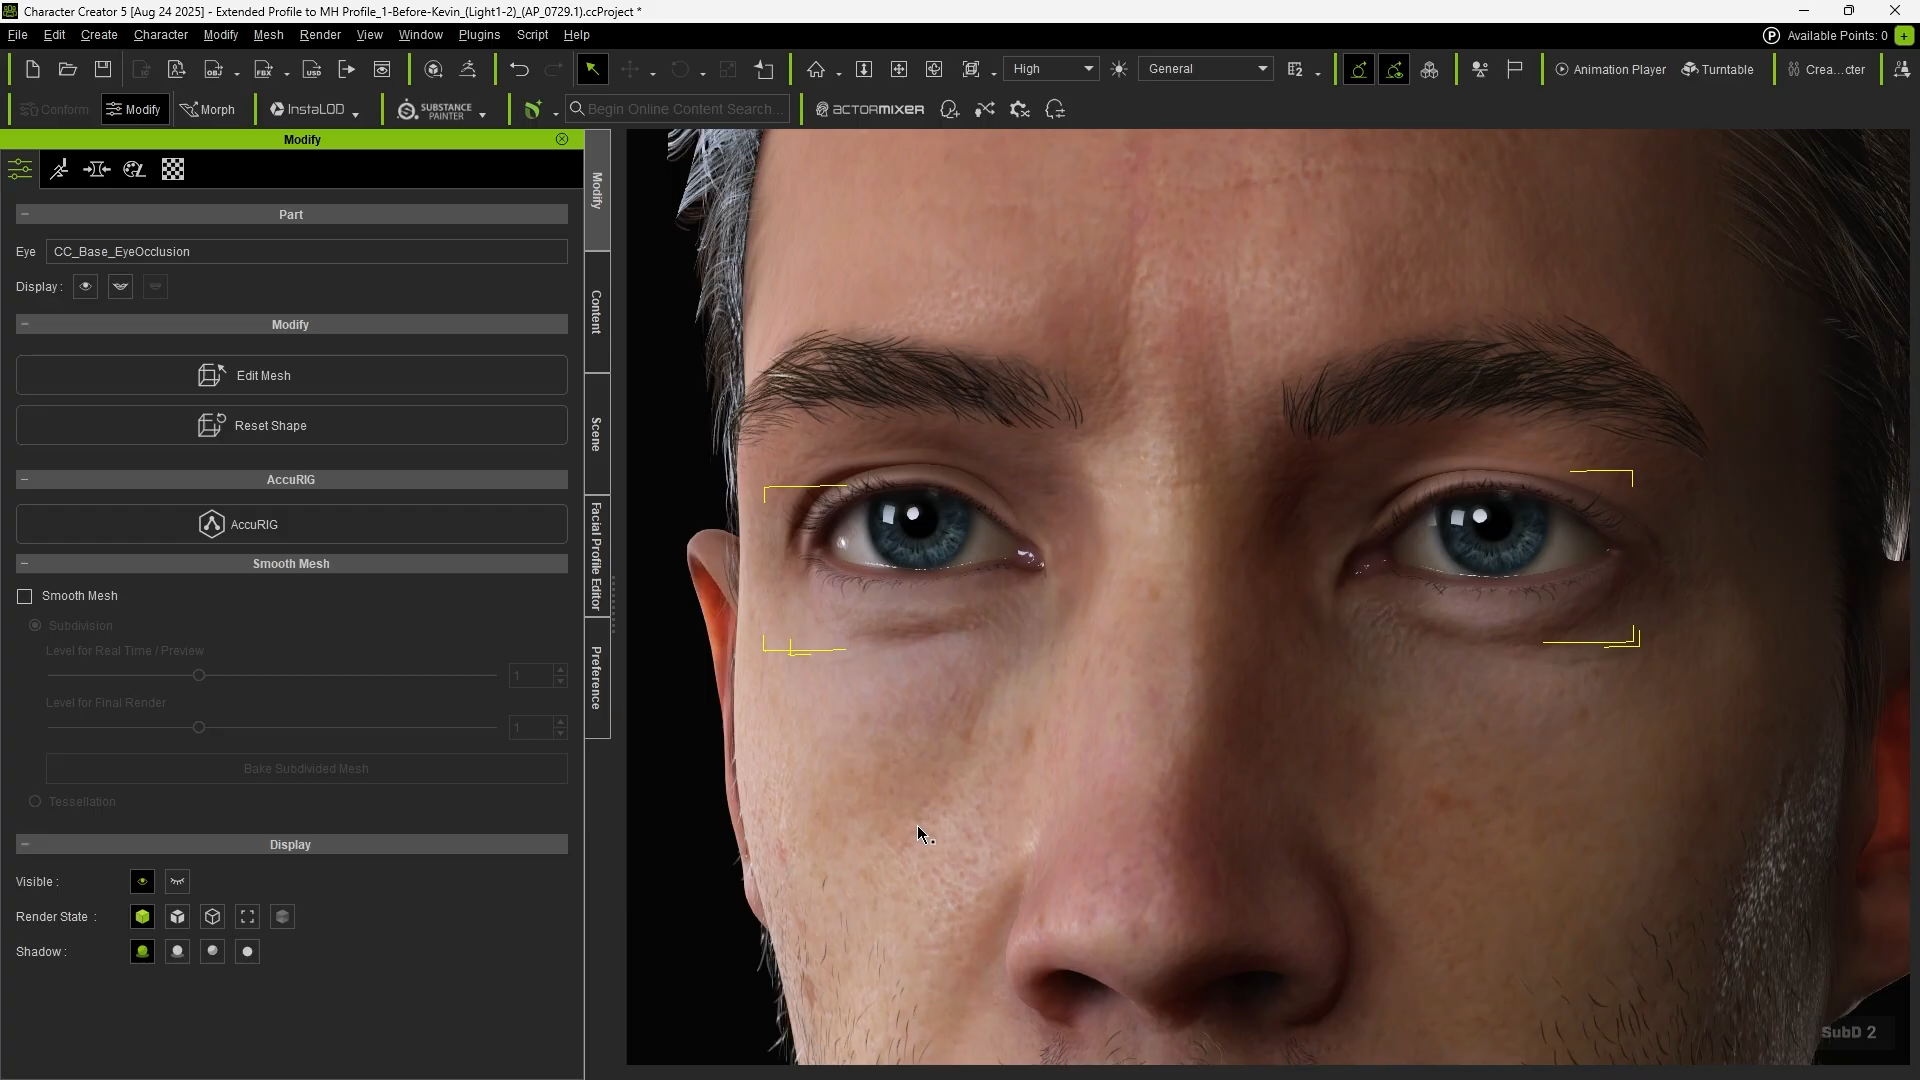 Character Creator 5 [Aug 24 2025] - Extended Profile to MH Profile_1-Before-Kevin_(Light1-2)_(AP_0729.1).ccProject *
File Edit Create Character Modify Mesh Render View Window Plugins Script Help
P Available Points: 0 +
OBJ FBX USD High General Animation Player Turntable Crea...cter
Conform Modify Morph InstaLOD SUBSTANCE PAINTER Begin Online Content Search... ACTORMIXER
Modify
Part
Eye CC_Base_EyeOcclusion
Display :
Modify
Edit Mesh
Reset Shape
AccuRIG
AccuRIG
Smooth Mesh
Smooth Mesh
Subdivision
Level for Real Time / Preview
1
Level for Final Render
1
Bake Subdivided Mesh
Tessellation
Display
Visible :
Render State :
Shadow :
Modify
Content
Scene
Facial Profile Editor
Preference
SubD 2